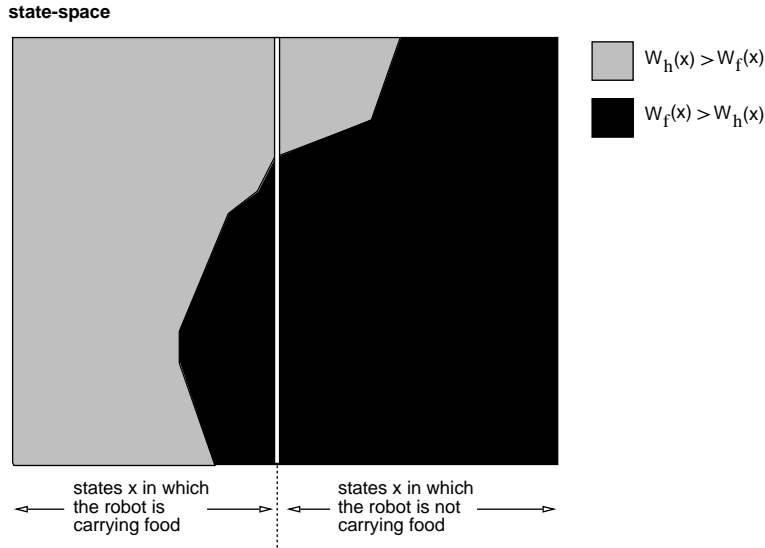 state-space
W_h(x) > W_f(x)
W_f(x) > W_h(x)
states x in which
the robot is
carrying food
states x in which
the robot is not
carrying food